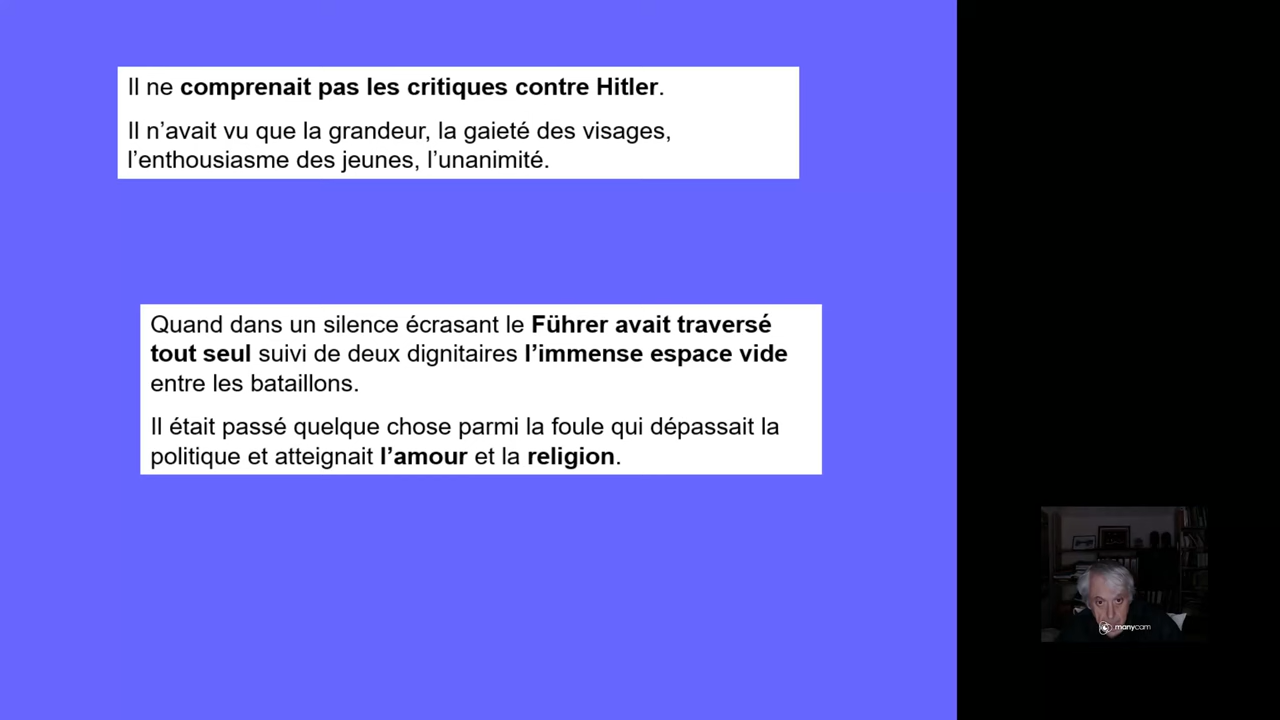 Il ne comprenait pas les critiques contre Hitler.
Il n’avait vu que la grandeur, la gaieté des visages,
l’enthousiasme des jeunes, l’unanimité.
Quand dans un silence écrasant le Führer avait traversé
tout seul suivi de deux dignitaires l’immense espace vide
entre les bataillons.
Il était passé quelque chose parmi la foule qui dépassait la
politique et atteignait l’amour et la religion.
manycam